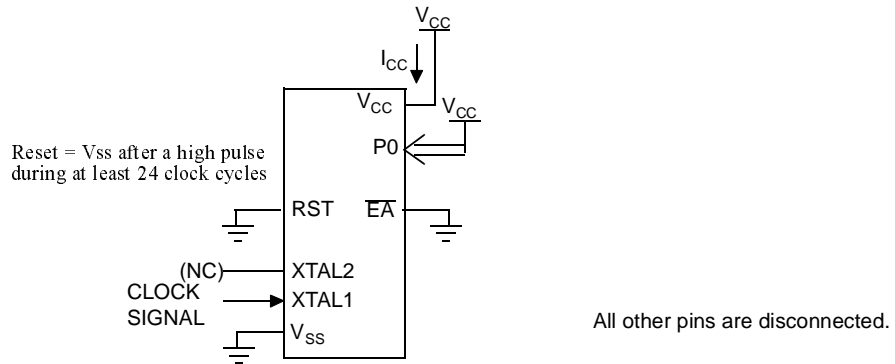 VCC
ICC
VCC
VCC
P0
Reset = Vss after a high pulse
during at least 24 clock cycles
RST
EA
(NC)
XTAL2
CLOCK
SIGNAL
XTAL1
VSS
All other pins are disconnected.